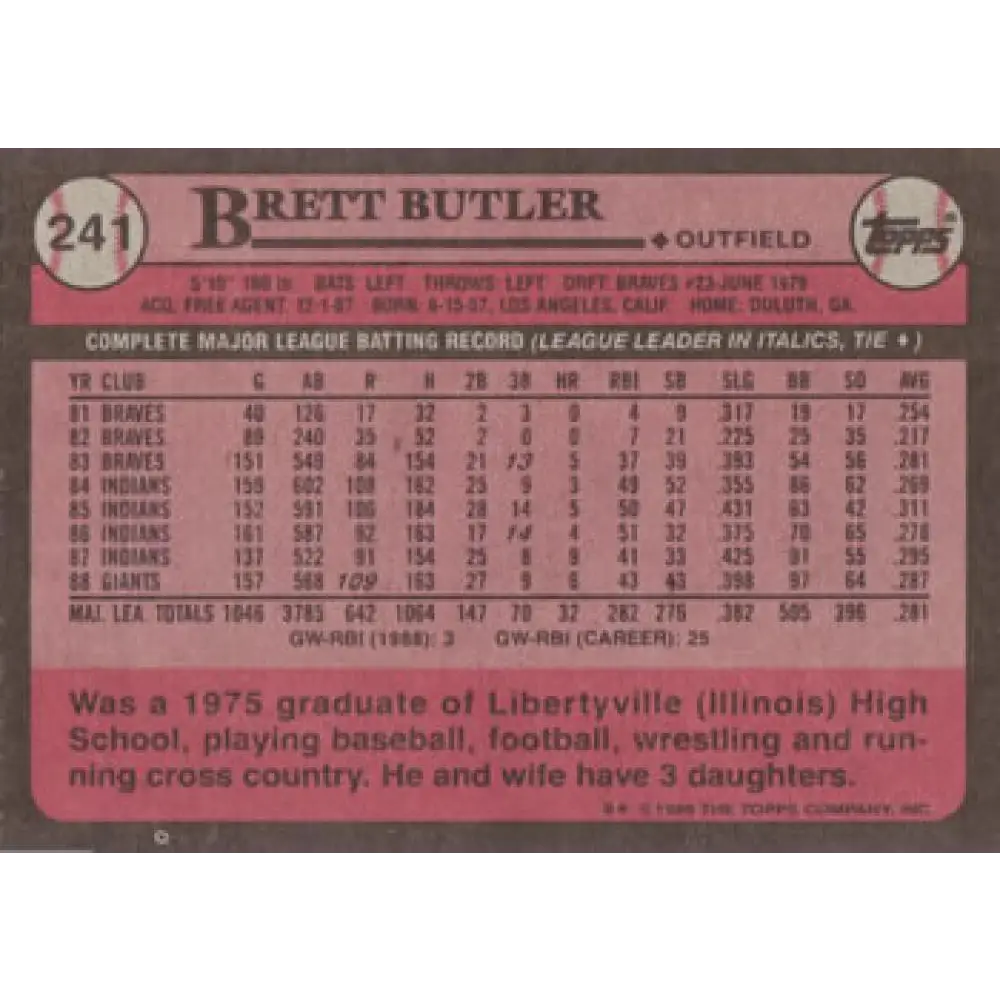 241
BRETT BUTLER
◆ OUTFIELD
TOPPS
5'10" 160 lb BATS: LEFT THROWS: LEFT DRFT: BRAVES #23-JUNE 1979
ACQ: FREE AGENT, 12-1-87 BORN: 6-15-57, LOS ANGELES, CALIF. HOME: DULUTH, GA.
COMPLETE MAJOR LEAGUE BATTING RECORD (LEAGUE LEADER IN ITALICS, TIE ♦)
YR CLUB G AB R H 2B 3B HR RBI SB SLG BB SO AVG
81 BRAVES 40 126 17 32 2 3 0 4 9 .317 19 17 .254
82 BRAVES 89 240 35 52 2 0 0 7 21 .225 25 35 .217
83 BRAVES 151 549 84 154 21 13 5 37 39 .393 54 56 .281
84 INDIANS 159 602 108 162 25 9 3 49 52 .355 86 62 .269
85 INDIANS 152 591 106 184 28 14 5 50 47 .431 63 42 .311
86 INDIANS 161 587 92 163 17 14 4 51 32 .375 70 65 .278
87 INDIANS 137 522 91 154 25 8 9 41 33 .425 91 55 .295
88 GIANTS 157 568 109 163 27 9 6 43 43 .398 97 64 .287
MAJ. LEA. TOTALS 1046 3785 642 1064 147 70 32 282 276 .382 505 396 .281
GW-RBI (1988): 3 GW-RBI (CAREER): 25
Was a 1975 graduate of Libertyville (Illinois) High
School, playing baseball, football, wrestling and run-
ning cross country. He and wife have 3 daughters.
© 1989 THE TOPPS COMPANY, INC.